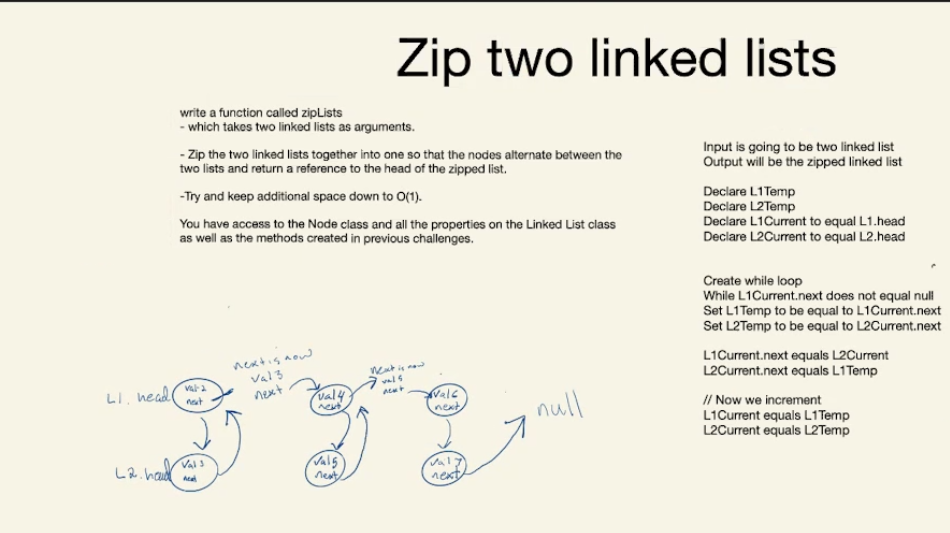 Zip two linked lists
write a function called zipLists
- which takes two linked lists as arguments.
- Zip the two linked lists together into one so that the nodes alternate between the
two lists and return a reference to the head of the zipped list.
-Try and keep additional space down to O(1).
You have access to the Node class and all the properties on the Linked List class
as well as the methods created in previous challenges.
Input is going to be two linked list
Output will be the zipped linked list
Declare L1Temp
Declare L2Temp
Declare L1Current to equal L1.head
Declare L2Current to equal L2.head
Create while loop
While L1Current.next does not equal null
Set L1Temp to be equal to L1Current.next
Set L2Temp to be equal to L2Current.next
L1Current.next equals L2Current
L2Current.next equals L1Temp
// Now we increment
L1Current equals L1Temp
L2Current equals L2Temp
next is now
val 3
next
next is now
val 5
next
L1. head
val 2
next
val4
next
val6
next
null
L2. head
val 3
next
val5
next
val 7
next